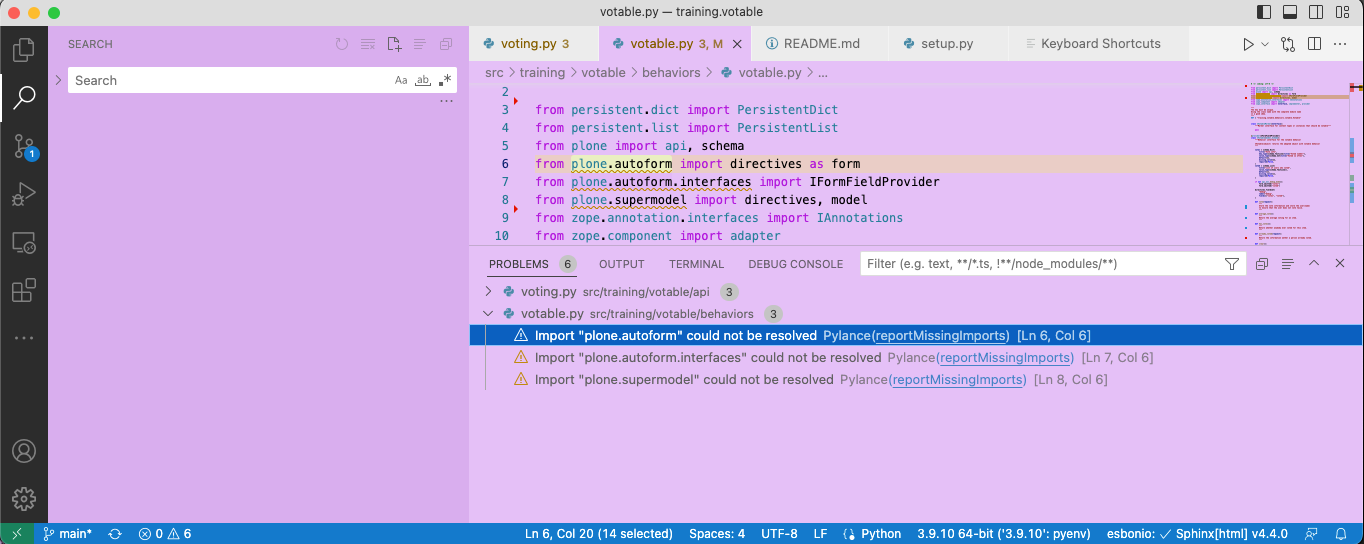 votable.py — training.votable
SEARCH
Search
Aa ab, .*
...
voting.py 3
votable.py 3, M
README.md
setup.py
Keyboard Shortcuts
src > training > votable > behaviors > votable.py > ...
2
3 from persistent.dict import PersistentDict
4 from persistent.list import PersistentList
5 from plone import api, schema
6 from plone.autoform import directives as form
7 from plone.autoform.interfaces import IFormFieldProvider
8 from plone.supermodel import directives, model
9 from zope.annotation.interfaces import IAnnotations
10 from zope.component import adapter
PROBLEMS 6 OUTPUT TERMINAL DEBUG CONSOLE Filter (e.g. text, **/*.ts, !**/node_modules/**)
voting.py src/training/votable/api 3
votable.py src/training/votable/behaviors 3
Import "plone.autoform" could not be resolved Pylance(reportMissingImports) [Ln 6, Col 6]
Import "plone.autoform.interfaces" could not be resolved Pylance(reportMissingImports) [Ln 7, Col 6]
Import "plone.supermodel" could not be resolved Pylance(reportMissingImports) [Ln 8, Col 6]
1
main* 0 6 Ln 6, Col 20 (14 selected) Spaces: 4 UTF-8 LF Python 3.9.10 64-bit ('3.9.10': pyenv) esbonio: ✓ Sphinx[html] v4.4.0